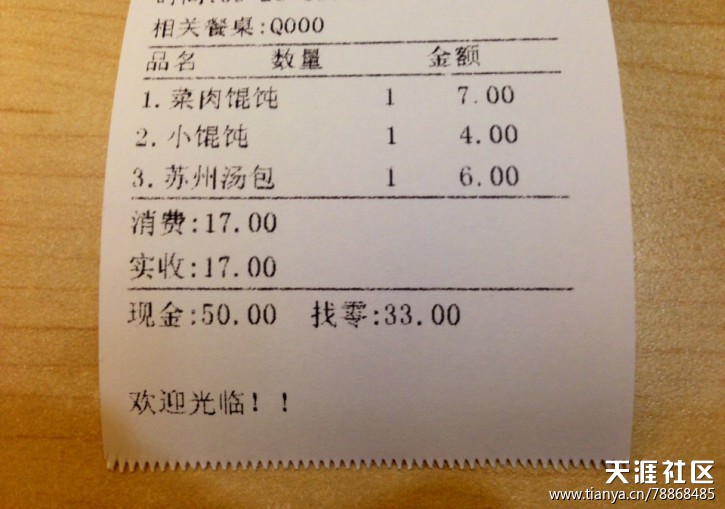 相关餐桌:Q000
品名 数量 金额
1.菜肉馄饨 1 7.00
2.小馄饨 1 4.00
3.苏州汤包 1 6.00
消费:17.00
实收:17.00
现金:50.00 找零:33.00
欢迎光临！！
天涯社区
www.tianya.cn/78868485